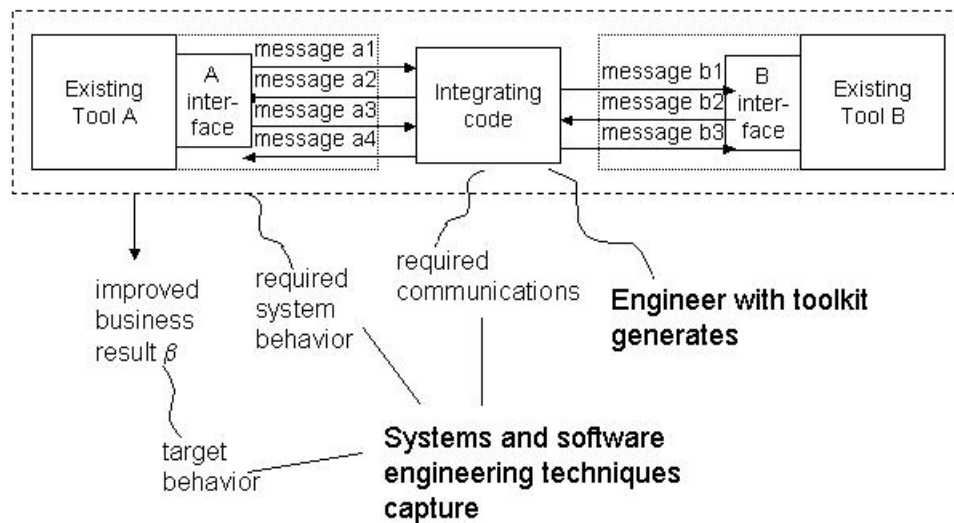 Existing
Tool A
A
inter-
face
message a1
message a2
message a3
message a4
Integrating
code
message b1
message b2
message b3
B
inter-
face
Existing
Tool B
improved
business
result β
required
system
behavior
required
communications
Engineer with toolkit
generates
target
behavior
Systems and software
engineering techniques
capture